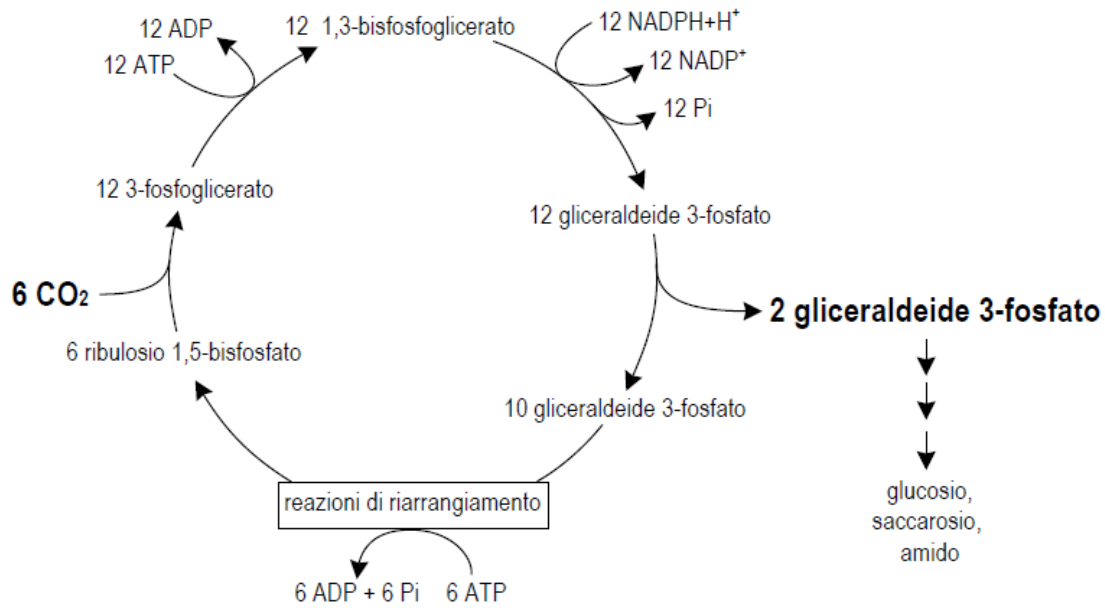 12 ADP
12 ATP
12 1,3-bisfosfoglicerato
12 NADPH+H⁺
12 NADP⁺
12 Pi
12 3-fosfoglicerato
12 gliceraldeide 3-fosfato
6 CO₂
2 gliceraldeide 3-fosfato
6 ribulosio 1,5-bisfosfato
10 gliceraldeide 3-fosfato
reazioni di riarrangiamento
glucosio,
saccarosio,
amido
6 ADP + 6 Pi
6 ATP